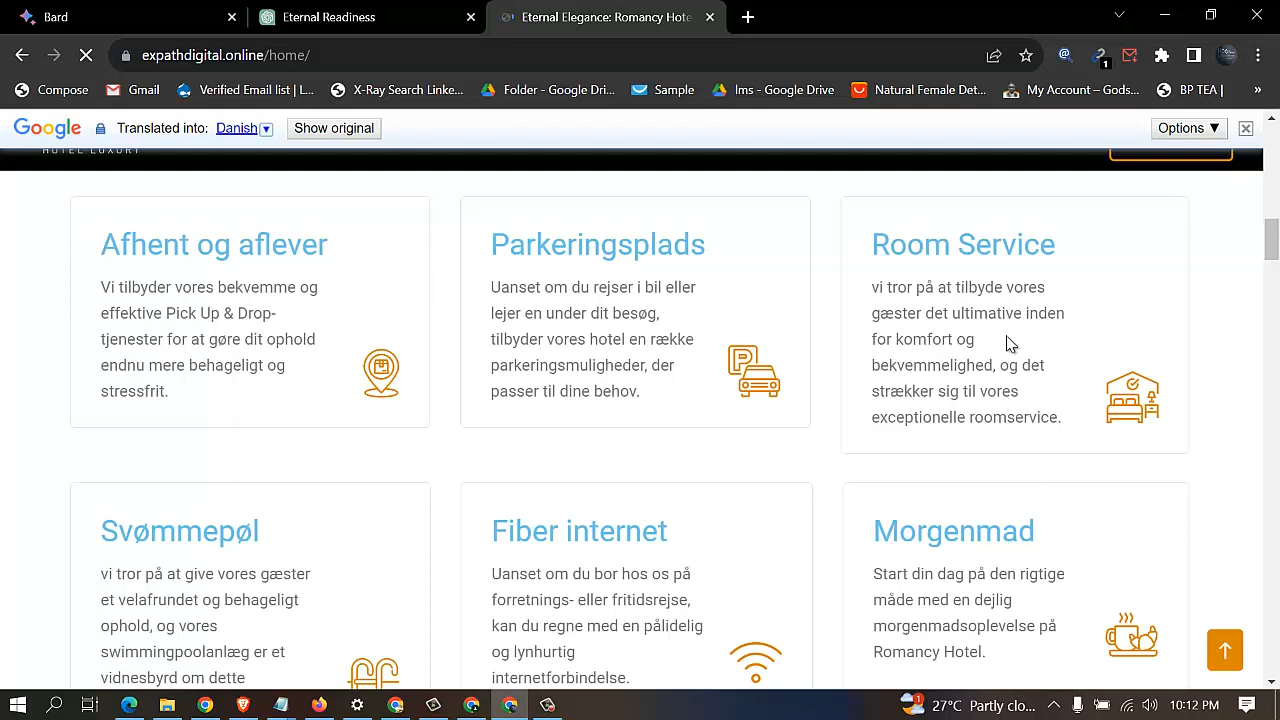 Bard
Eternal Readiness
Eternal Elegance: Romancy Hote
expathdigital.online/home/
1
Compose
Gmail
Verified Email list | L...
X-Ray Search Linke...
Folder - Google Dri...
Sample
lms - Google Drive
Natural Female Det...
My Account – Gods...
BP TEA |
»
Google
Translated into:
Danish
Show original
Options ▼
HOTEL LUXURY
Afhent og aflever
Vi tilbyder vores bekvemme og
effektive Pick Up & Drop-
tjenester for at gøre dit ophold
endnu mere behageligt og
stressfrit.
Parkeringsplads
Uanset om du rejser i bil eller
lejer en under dit besøg,
tilbyder vores hotel en række
parkeringsmuligheder, der
passer til dine behov.
P
Room Service
vi tror på at tilbyde vores
gæster det ultimative inden
for komfort og
bekvemmelighed, og det
strækker sig til vores
exceptionelle roomservice.
Svømmepøl
vi tror på at give vores gæster
et velafrundet og behageligt
ophold, og vores
swimmingpoolanlæg er et
vidnesbyrd om dette
Fiber internet
Uanset om du bor hos os på
forretnings- eller fritidsrejse,
kan du regne med en pålidelig
og lynhurtig
internetforbindelse.
Morgenmad
Start din dag på den rigtige
måde med en dejlig
morgenmadsoplevelse på
Romancy Hotel.
1
27°C Partly clo...
10:12 PM